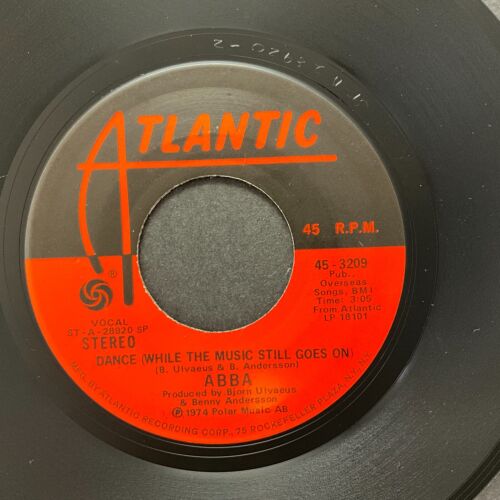 ATLANTIC
45 R.P.M.
®
45-3209
Pub.,
Overseas
Songs, BMI
Time: 3:05
From Atlantic
LP 18101
VOCAL
ST-A-28920-SP
STEREO
DANCE (WHILE THE MUSIC STILL GOES ON)
(B. Ulvaeus & B. Andersson)
ABBA
Produced by Bjorn Ulvaeus
& Benny Andersson
℗ 1974 Polar Music AB
MFG. BY ATLANTIC RECORDING CORP., 75 ROCKEFELLER PLAZA, N.Y., N.Y.